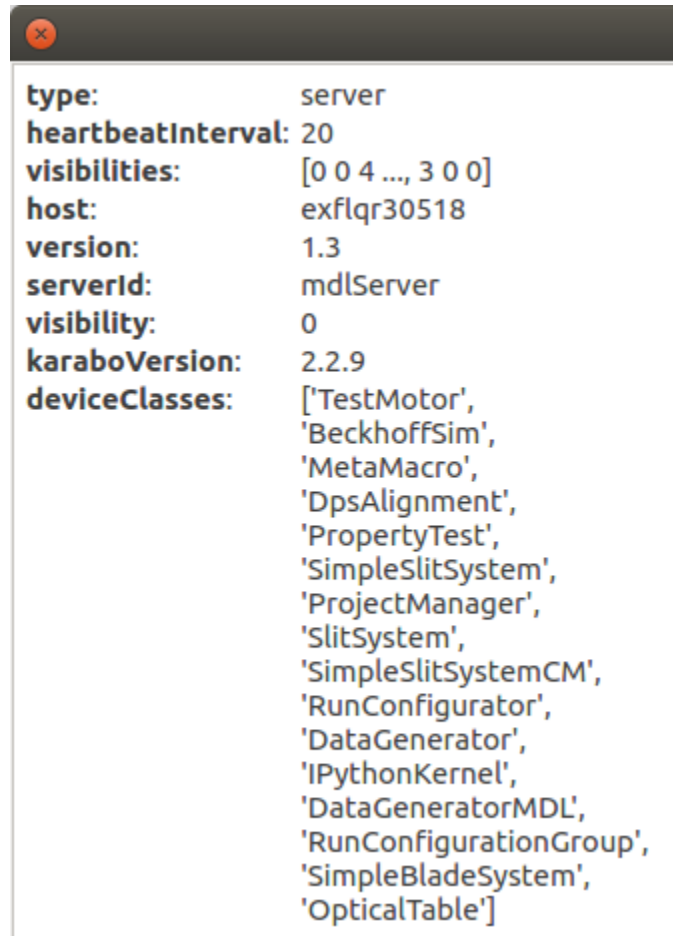 type: server
heartbeatInterval: 20
visibilities: [0 0 4 ..., 3 0 0]
host: exflqr30518
version: 1.3
serverId: mdlServer
visibility: 0
karaboVersion: 2.2.9
deviceClasses: ['TestMotor',
'BeckhoffSim',
'MetaMacro',
'DpsAlignment',
'PropertyTest',
'SimpleSlitSystem',
'ProjectManager',
'SlitSystem',
'SimpleSlitSystemCM',
'RunConfigurator',
'DataGenerator',
'IPythonKernel',
'DataGeneratorMDL',
'RunConfigurationGroup',
'SimpleBladeSystem',
'OpticalTable']